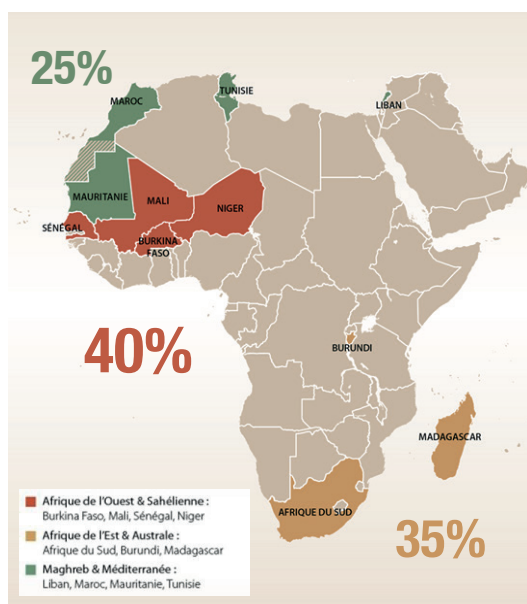 25%
MAROC
TUNISIE
LIBAN
MAURITANIE
MALI
NIGER
SÉNÉGAL
BURKINA
FASO
40%
BURUNDI
MADAGASCAR
AFRIQUE DU SUD
35%
Afrique de l'Ouest & Sahélienne :
Burkina Faso, Mali, Sénégal, Niger
Afrique de l'Est & Australe :
Afrique du Sud, Burundi, Madagascar
Maghreb & Méditerranée :
Liban, Maroc, Mauritanie, Tunisie